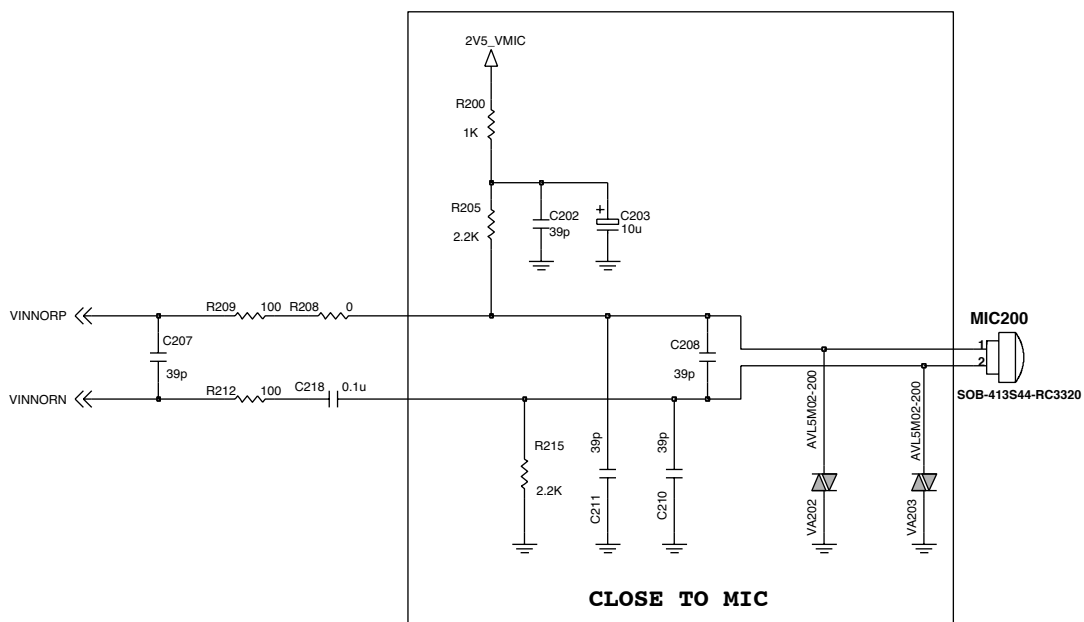 2V5_VMIC
R200
1K
R205
2.2K
C202
39p
+
C203
10u
VINNORP
R209
100
R208
0
C207
39p
C208
39p
MIC200
1
2
SOB-413S44-RC3320
VINNORN
R212
100
C218
0.1u
R215
2.2K
39p
C211
39p
C210
AVL5M02-200
VA202
AVL5M02-200
VA203
CLOSE TO MIC